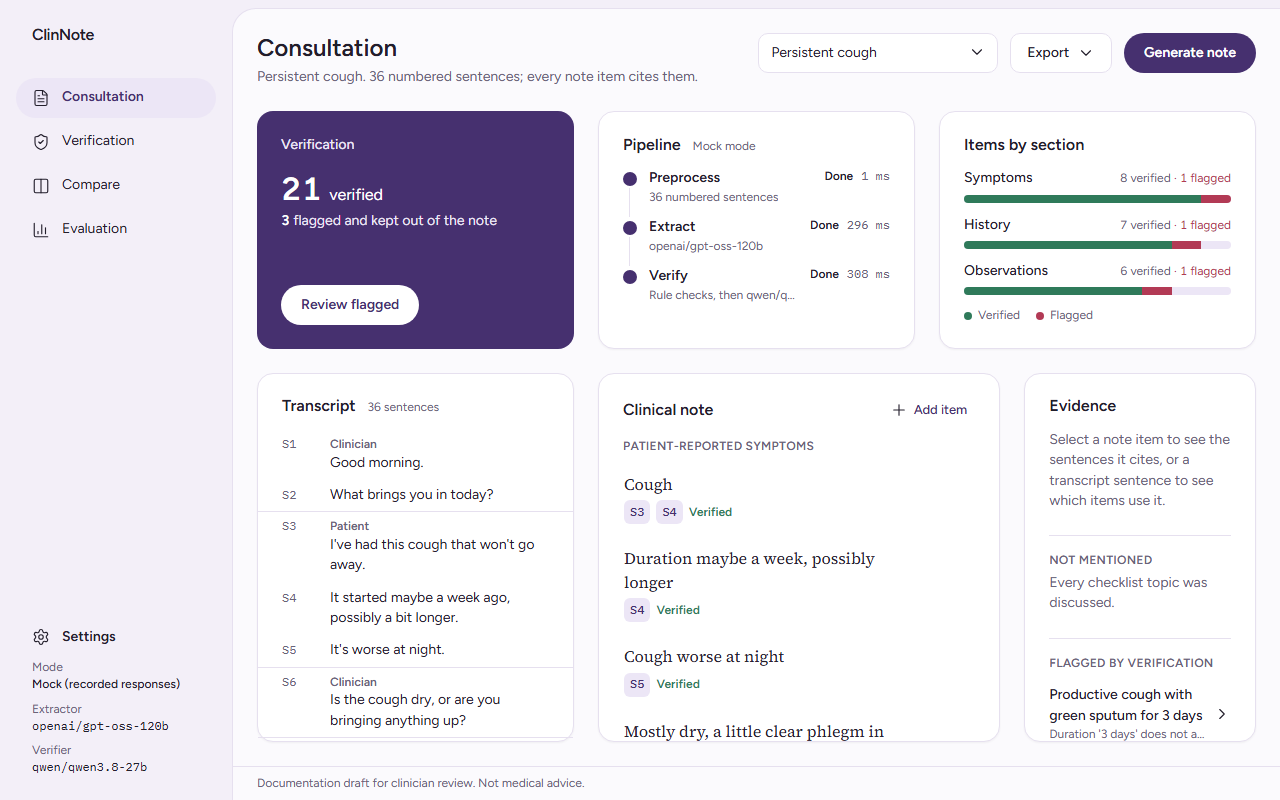 ClinNote
Consultation
Verification
Compare
Evaluation
Settings
Mode
Mock (recorded responses)
Extractor
openai/gpt-oss-120b
Verifier
qwen/qwen3.8-27b
Consultation
Persistent cough. 36 numbered sentences; every note item cites them.
Persistent cough
Export
Generate note
Verification
21 verified
3 flagged and kept out of the note
Review flagged
Pipeline Mock mode
Preprocess Done 1 ms
36 numbered sentences
Extract Done 296 ms
openai/gpt-oss-120b
Verify Done 308 ms
Rule checks, then qwen/q...
Items by section
Symptoms 8 verified · 1 flagged
History 7 verified · 1 flagged
Observations 6 verified · 1 flagged
Verified Flagged
Transcript 36 sentences
S1 Clinician
Good morning.
S2 What brings you in today?
S3 Patient
I've had this cough that won't go
away.
S4 It started maybe a week ago,
possibly a bit longer.
S5 It's worse at night.
S6 Clinician
Is the cough dry, or are you
bringing anything up?
Clinical note
Add item
PATIENT-REPORTED SYMPTOMS
Cough
S3 S4 Verified
Duration maybe a week, possibly
longer
S4 Verified
Cough worse at night
S5 Verified
Mostly dry, a little clear phlegm in
Evidence
Select a note item to see the
sentences it cites, or a
transcript sentence to see
which items use it.
NOT MENTIONED
Every checklist topic was
discussed.
FLAGGED BY VERIFICATION
Productive cough with
green sputum for 3 days
Duration '3 days' does not a...
Documentation draft for clinician review. Not medical advice.